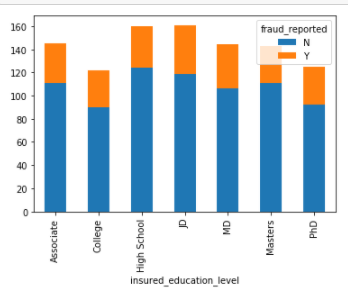 fraud_reported
N
Y
160
140
120
100
80
60
40
20
0
Associate
College
High School
JD
MD
Masters
PhD
insured_education_level